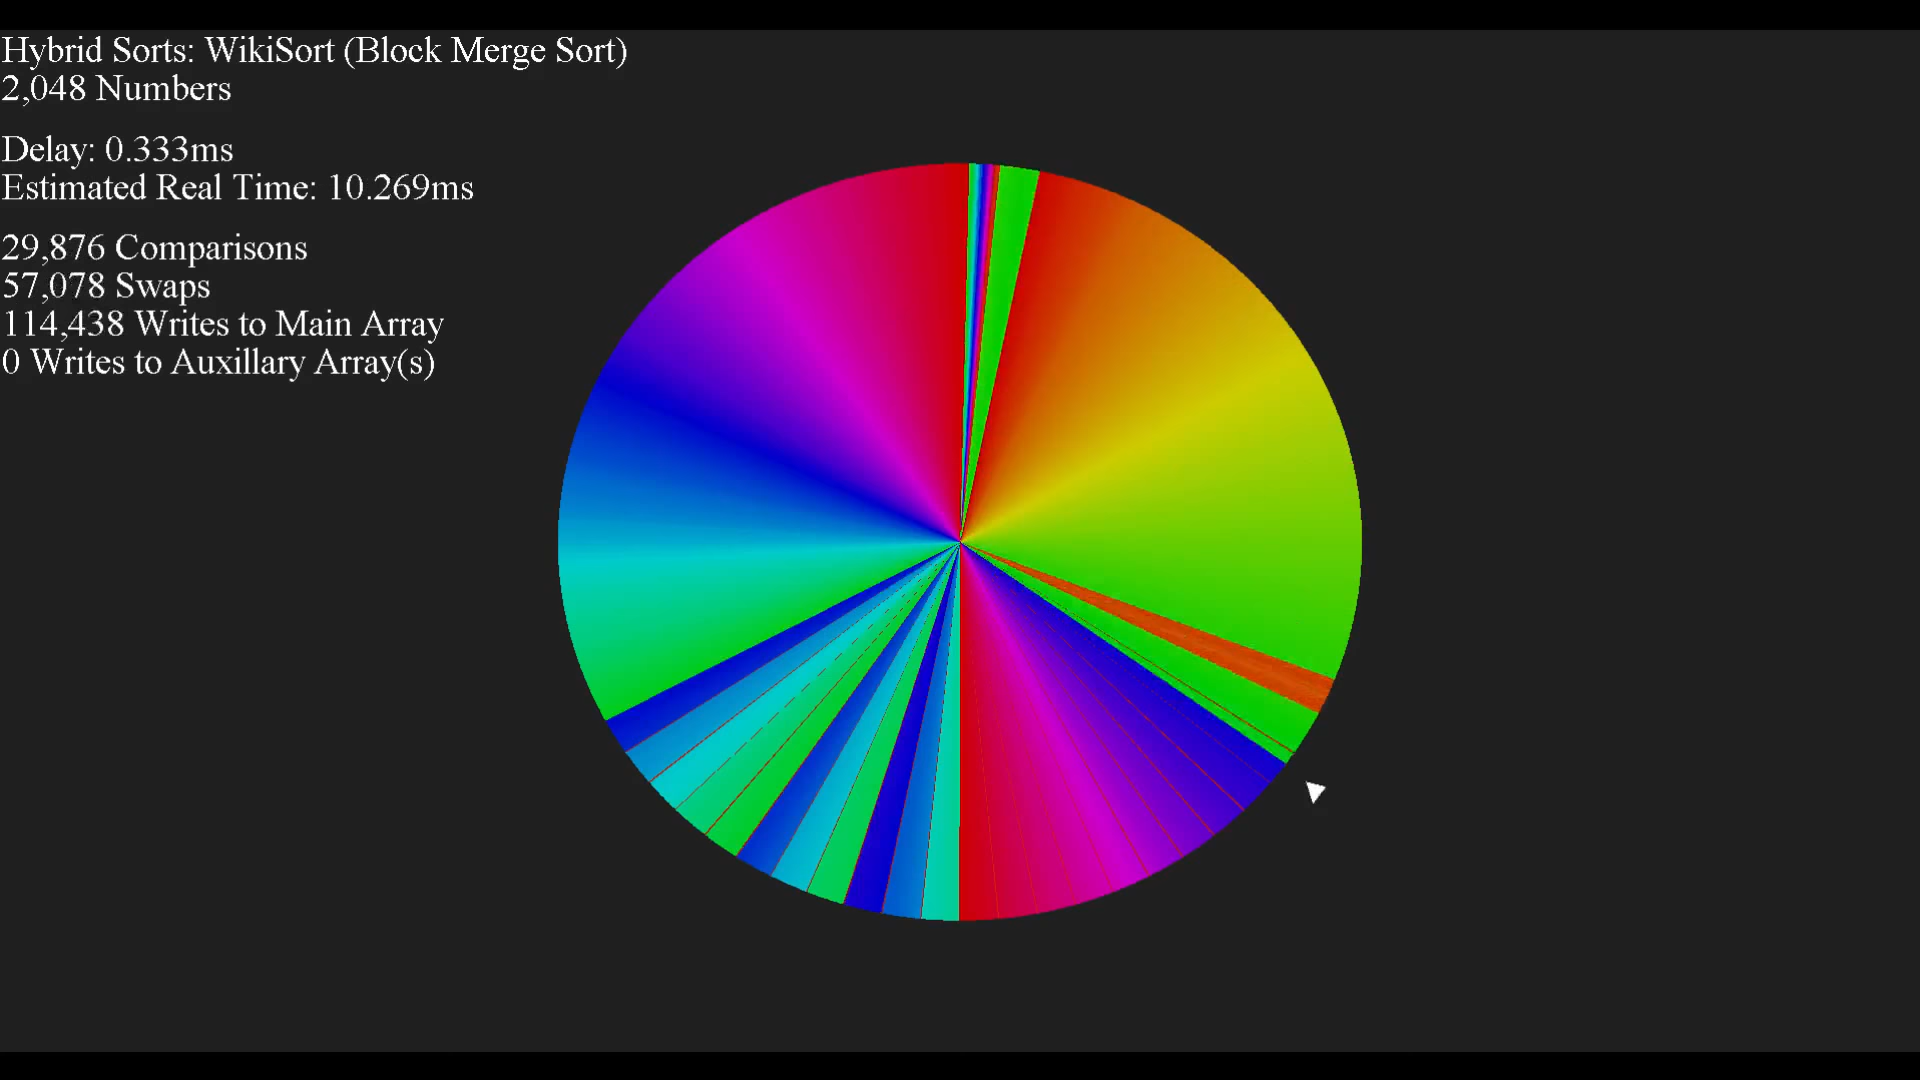 Hybrid Sorts: WikiSort (Block Merge Sort)
2,048 Numbers
Delay: 0.333ms
Estimated Real Time: 10.269ms
29,876 Comparisons
57,078 Swaps
114,438 Writes to Main Array
0 Writes to Auxillary Array(s)